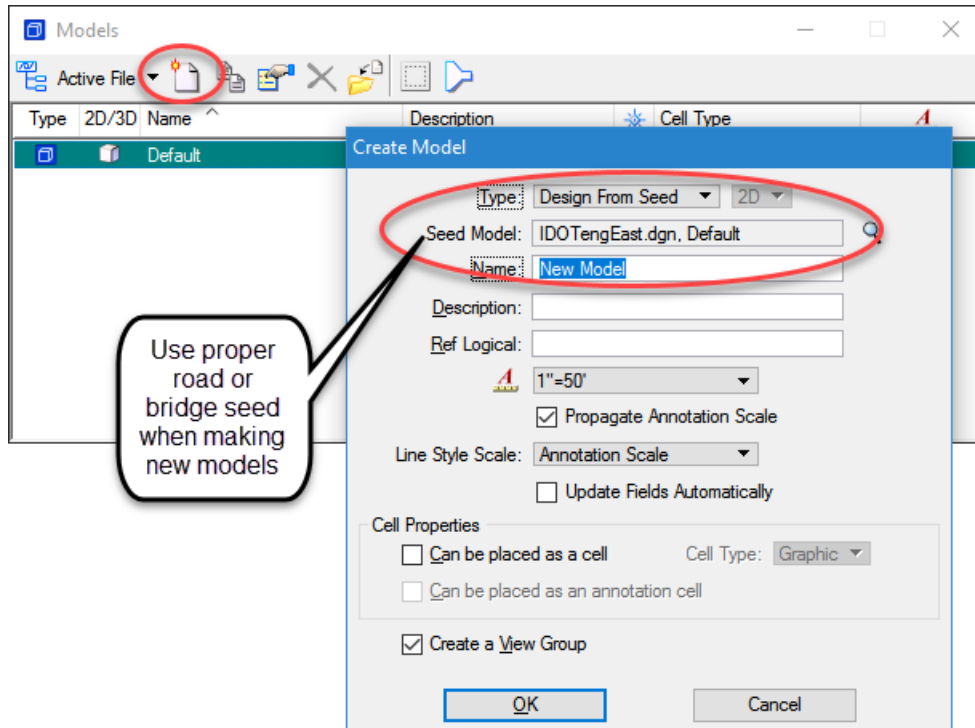 Models
Active File
Type 2D/3D Name Description Cell Type A
Default
Create Model
Type: Design From Seed 2D
Seed Model: IDOTengEast.dgn, Default
Name: New Model
Description:
Ref Logical:
A 1"=50'
Propagate Annotation Scale
Line Style Scale: Annotation Scale
Update Fields Automatically
Cell Properties
Can be placed as a cell Cell Type: Graphic
Can be placed as an annotation cell
Create a View Group
OK Cancel
Use proper
road or
bridge seed
when making
new models